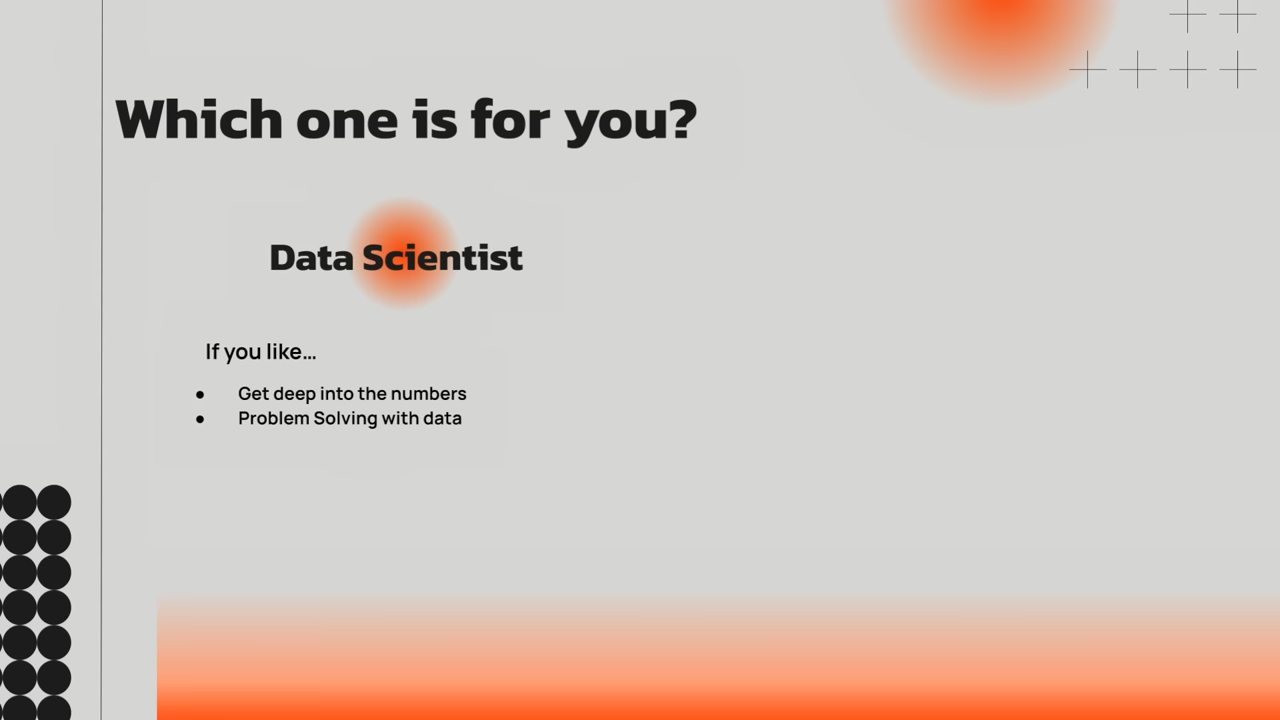 Which one is for you?
Data Scientist
If you like...
● Get deep into the numbers
● Problem Solving with data